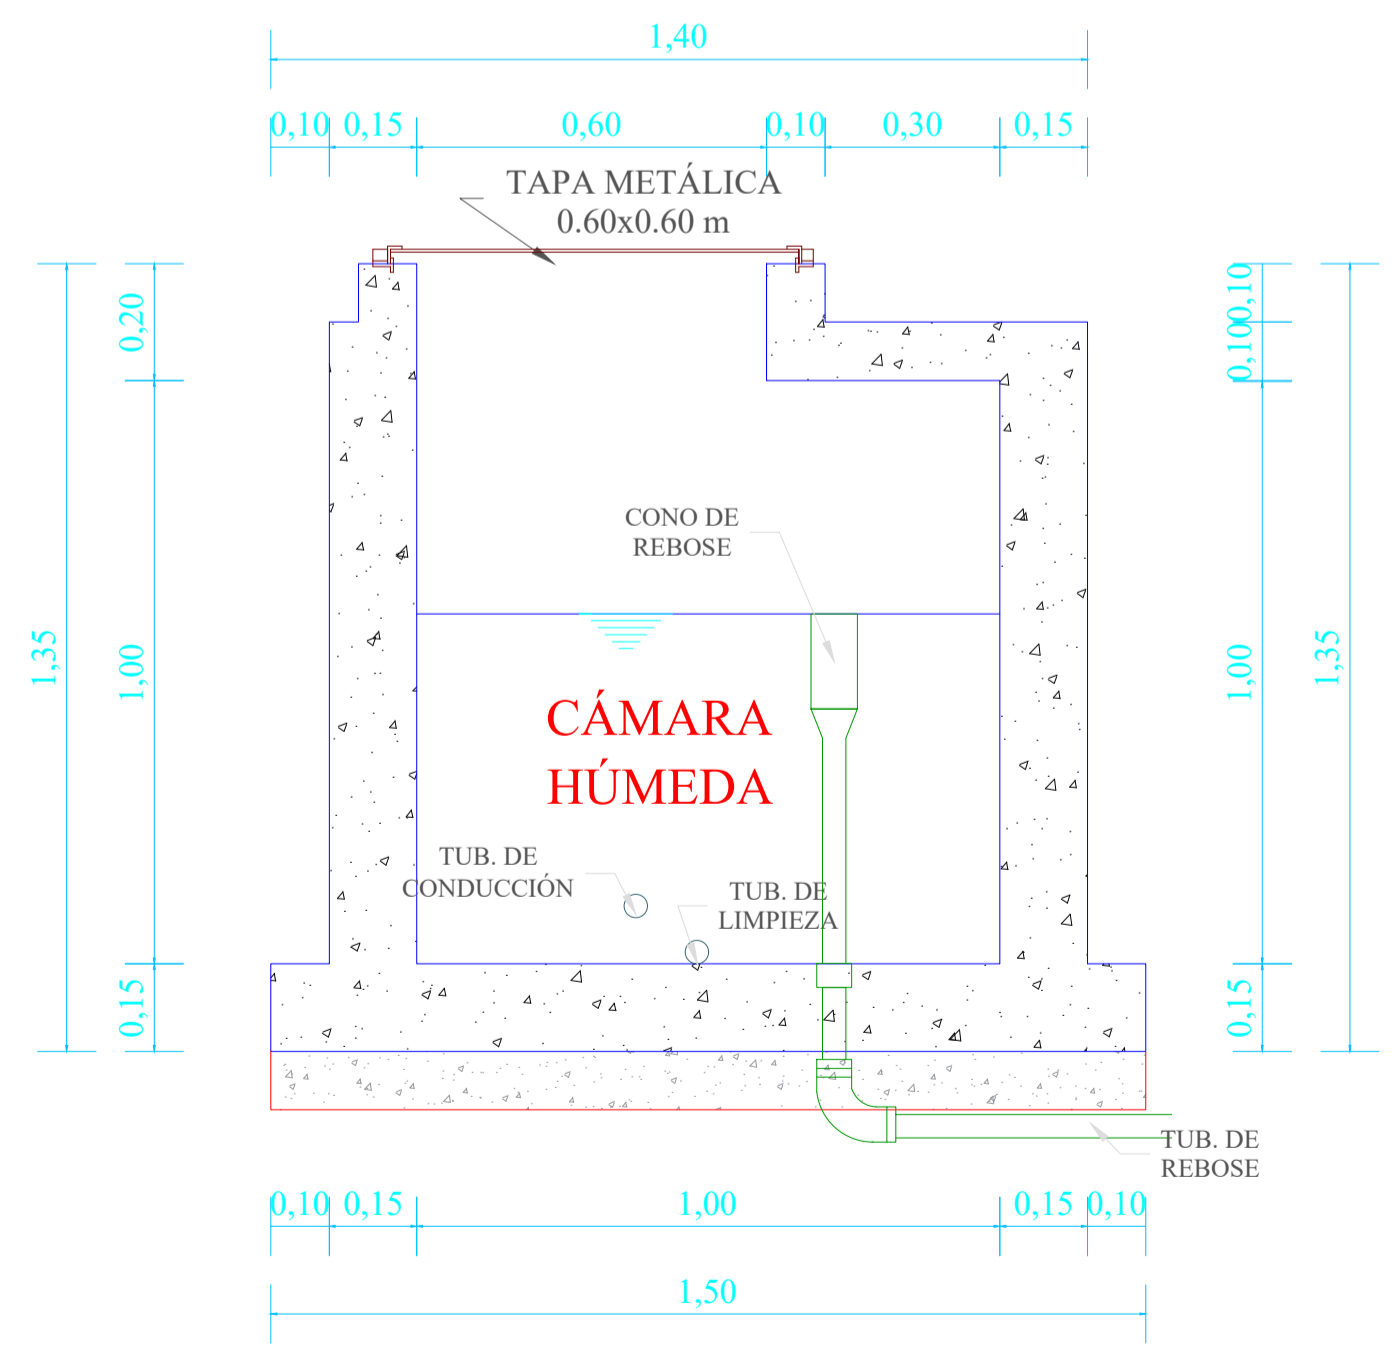 1,40
0,10 0,15 0,60 0,10 0,30 0,15
TAPA METÁLICA
0.60x0.60 m
0,20
0,10
0,10
CONO DE
REBOSE
1,35
1,00
1,00
1,35
CÁMARA
HÚMEDA
TUB. DE
CONDUCCIÓN
TUB. DE
LIMPIEZA
0,15
0,15
TUB. DE
REBOSE
0,10 0,15 1,00 0,15 0,10
1,50